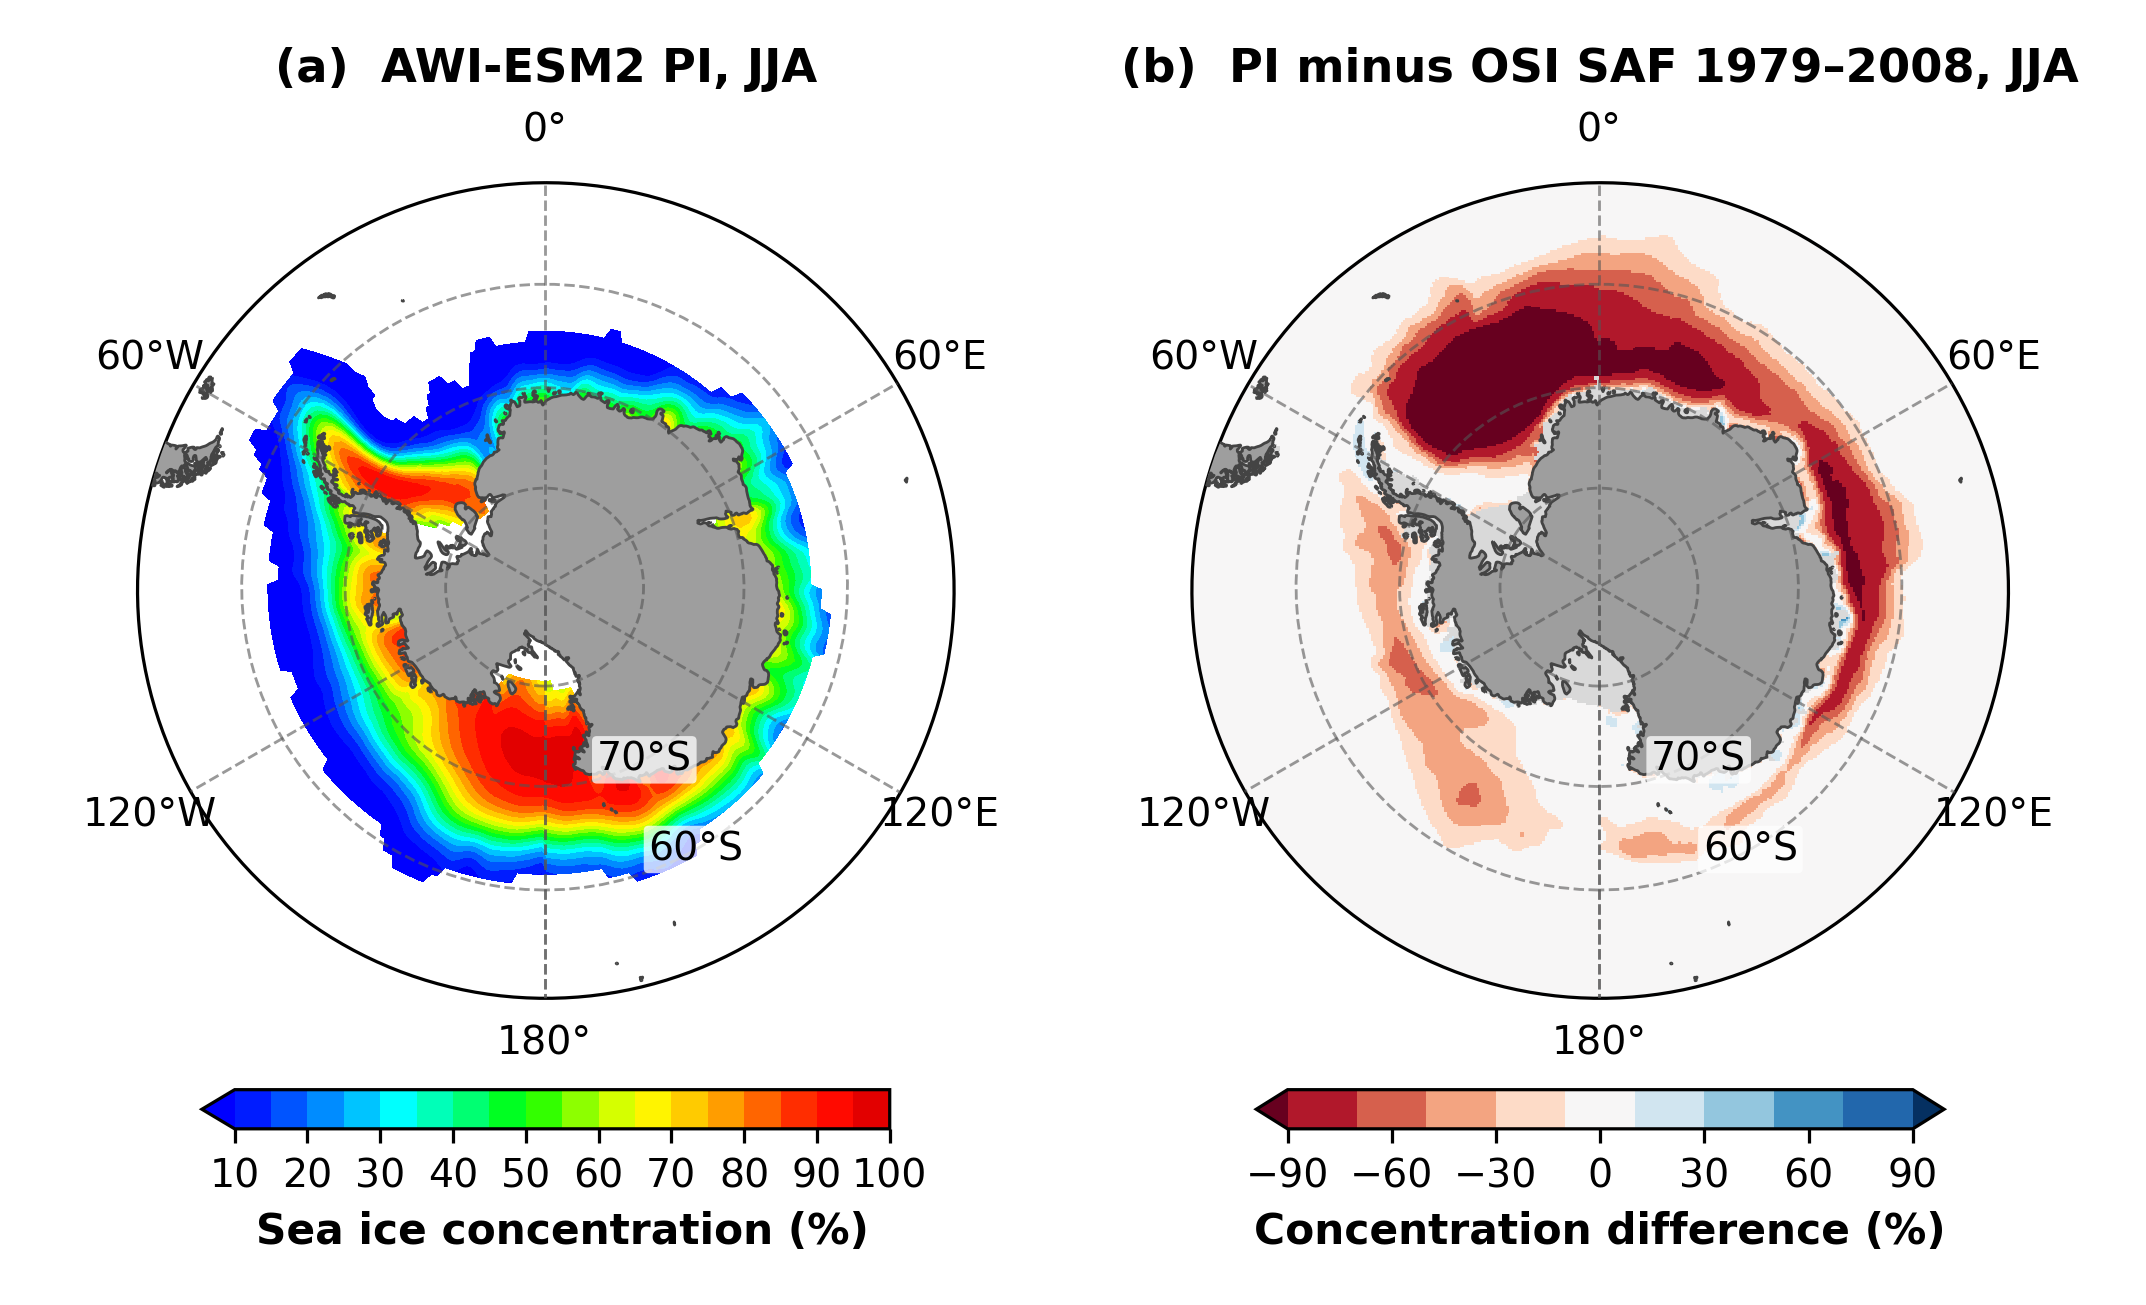 (a)  AWI-ESM2 PI, JJA
0°
60°W
60°E
120°W
120°E
70°S
60°S
180°
10 20 30 40 50 60 70 80 90 100
Sea ice concentration (%)
(b)  PI minus OSI SAF 1979–2008, JJA
0°
60°W
60°E
120°W
120°E
70°S
60°S
180°
−90 −60 −30 0 30 60 90
Concentration difference (%)